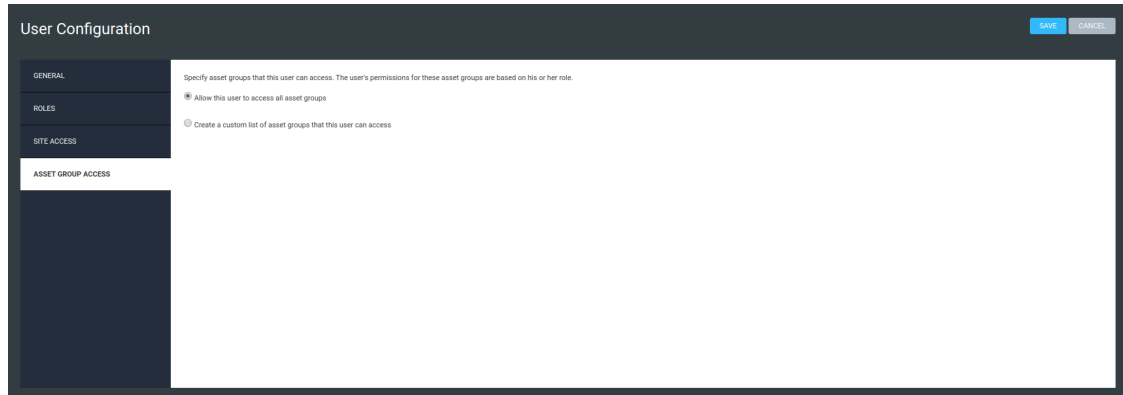 User Configuration
SAVE
CANCEL
GENERAL
ROLES
SITE ACCESS
ASSET GROUP ACCESS
Specify asset groups that this user can access. The user's permissions for these asset groups are based on his or her role.
Allow this user to access all asset groups
Create a custom list of asset groups that this user can access